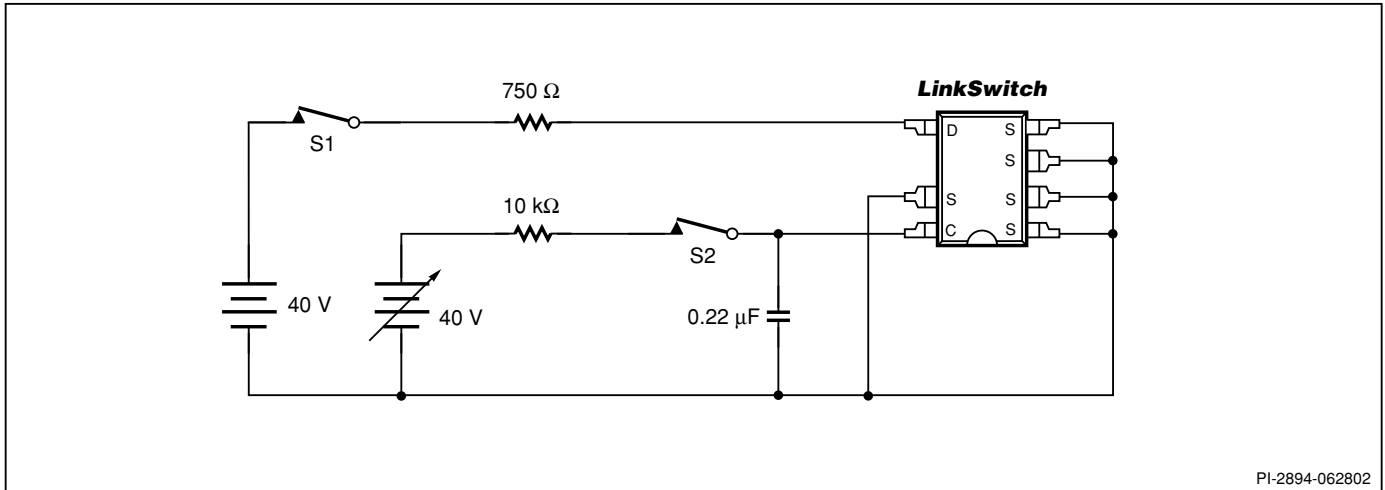 750 Ω
LinkSwitch
S1
D S
S
10 kΩ
S S
S2
C S
40 V
40 V
0.22 µF
PI-2894-062802